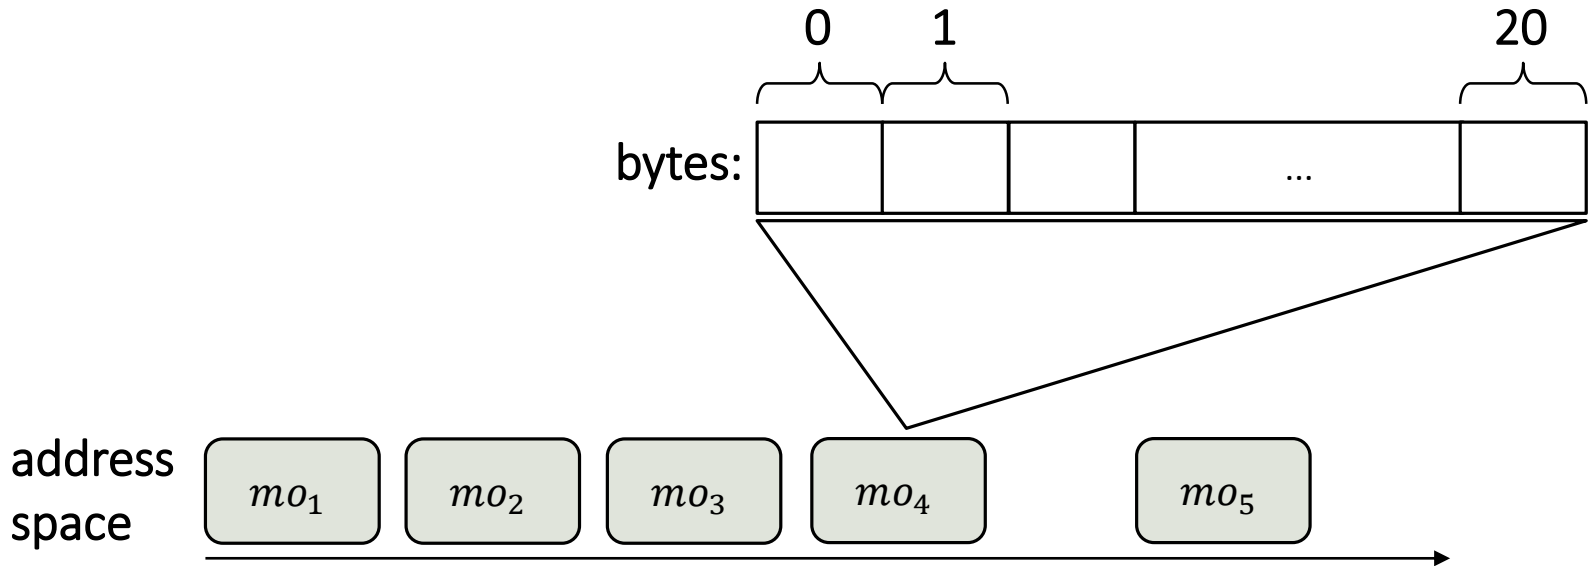 0 1 20
bytes: ...
address
space
mo₁ mo₂ mo₃ mo₄ mo₅